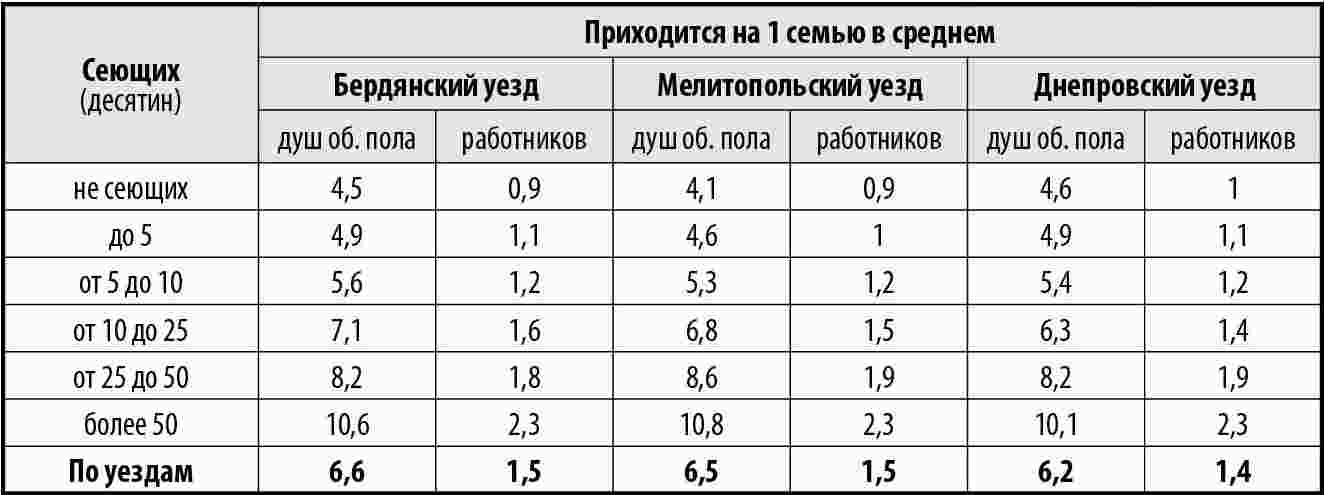 Сеющих
(десятин)
Приходится на 1 семью в среднем
Бердянский уезд Мелитопольский уезд Днепровский уезд
душ об. пола работников душ об. пола работников душ об. пола работников
не сеющих 4,5 0,9 4,1 0,9 4,6 1
до 5 4,9 1,1 4,6 1 4,9 1,1
от 5 до 10 5,6 1,2 5,3 1,2 5,4 1,2
от 10 до 25 7,1 1,6 6,8 1,5 6,3 1,4
от 25 до 50 8,2 1,8 8,6 1,9 8,2 1,9
более 50 10,6 2,3 10,8 2,3 10,1 2,3
По уездам 6,6 1,5 6,5 1,5 6,2 1,4